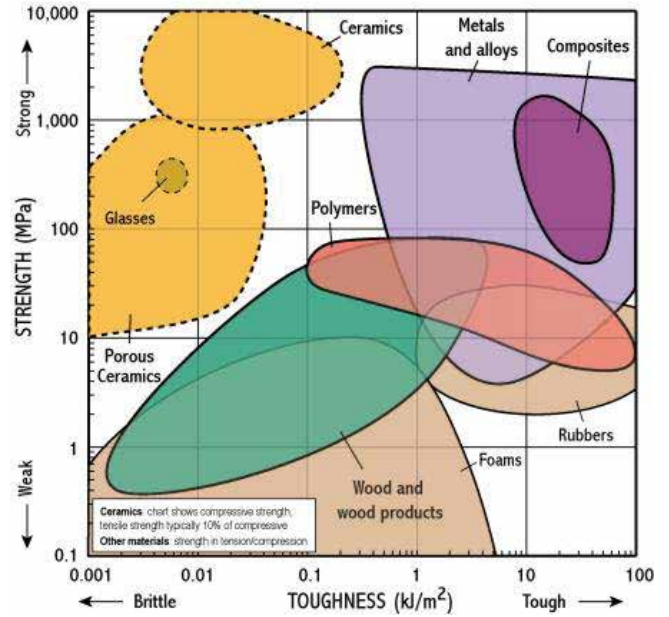 10,000
1,000
100
10
1
0.1
Strong
STRENGTH (MPa)
Weak
Ceramics
Metals
and alloys
Composites
Glasses
Polymers
Porous
Ceramics
Rubbers
Foams
Wood and
wood products
Ceramics chart shows compressive strength,
tensile strength typically 10% of compressive
Other materials strength in tension/compression
0.001
0.01
0.1
1
10
100
Brittle
TOUGHNESS (kJ/m²)
Tough